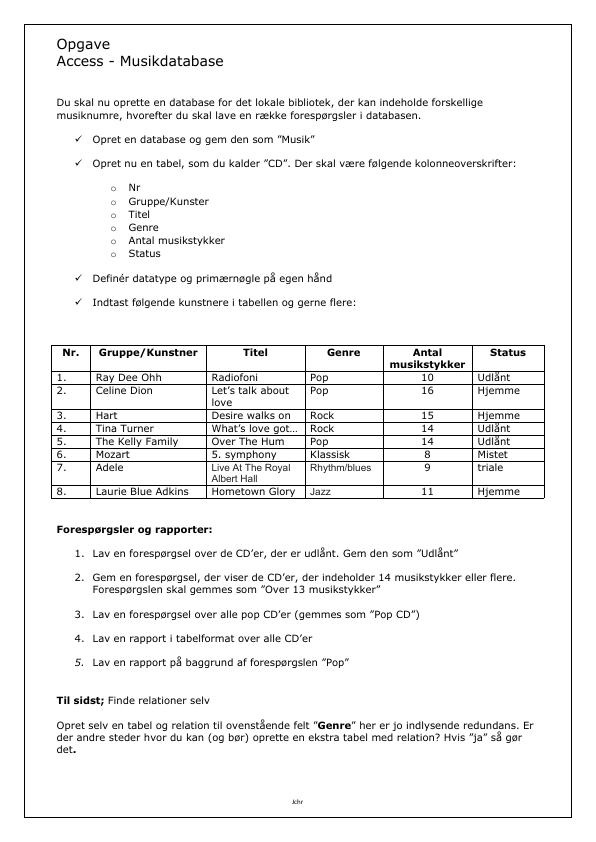 Opgave
Access - Musikdatabase
Du skal nu oprette en database for det lokale bibliotek, der kan indeholde forskellige
musiknumre, hvorefter du skal lave en række forespørgsler i databasen.
✓ Opret en database og gem den som ”Musik”
✓ Opret nu en tabel, som du kalder ”CD”. Der skal være følgende kolonneoverskrifter:
o Nr
o Gruppe/Kunster
o Titel
o Genre
o Antal musikstykker
o Status
✓ Definér datatype og primærnøgle på egen hånd
✓ Indtast følgende kunstnere i tabellen og gerne flere:
Nr. Gruppe/Kunstner Titel Genre Antal musikstykker Status
1. Ray Dee Ohh Radiofoni Pop 10 Udlånt
2. Celine Dion Let’s talk about love Pop 16 Hjemme
3. Hart Desire walks on Rock 15 Hjemme
4. Tina Turner What’s love got… Rock 14 Udlånt
5. The Kelly Family Over The Hum Pop 14 Udlånt
6. Mozart 5. symphony Klassisk 8 Mistet
7. Adele Live At The Royal Albert Hall Rhythm/blues 9 triale
8. Laurie Blue Adkins Hometown Glory Jazz 11 Hjemme
Forespørgsler og rapporter:
1. Lav en forespørgsel over de CD’er, der er udlånt. Gem den som ”Udlånt”
2. Gem en forespørgsel, der viser de CD’er, der indeholder 14 musikstykker eller flere.
Forespørgslen skal gemmes som ”Over 13 musikstykker”
3. Lav en forespørgsel over alle pop CD’er (gemmes som ”Pop CD”)
4. Lav en rapport i tabelformat over alle CD’er
5. Lav en rapport på baggrund af forespørgslen ”Pop”
Til sidst; Finde relationer selv
Opret selv en tabel og relation til ovenstående felt ”Genre” her er jo indlysende redundans. Er
der andre steder hvor du kan (og bør) oprette en ekstra tabel med relation? Hvis ”ja” så gør
det.